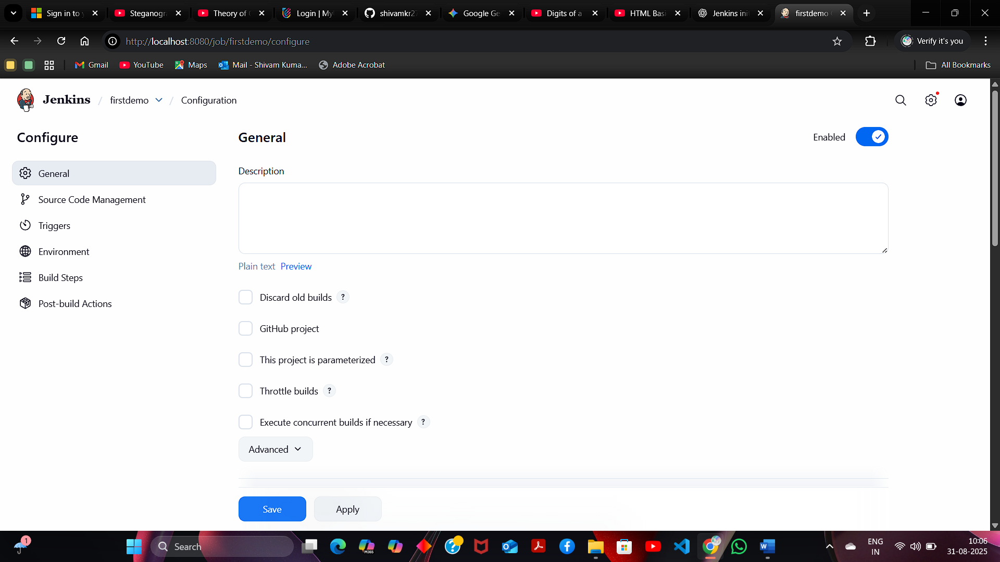 Sign in to y
Steganogra
Theory of C
Login | My
shivamkr27
Google Ge
Digits of a
HTML Basi
Jenkins ini
firstdemo
http://localhost:8080/job/firstdemo/configure
Verify it's you
Gmail
YouTube
Maps
Mail - Shivam Kuma...
Adobe Acrobat
All Bookmarks
Jenkins / firstdemo / Configuration
Configure
General
Source Code Management
Triggers
Environment
Build Steps
Post-build Actions
General
Enabled
Description
Plain text Preview
Discard old builds ?
GitHub project
This project is parameterized ?
Throttle builds ?
Execute concurrent builds if necessary ?
Advanced
Save
Apply
1
Search
M365
ENG
IN
10:06
31-08-2025